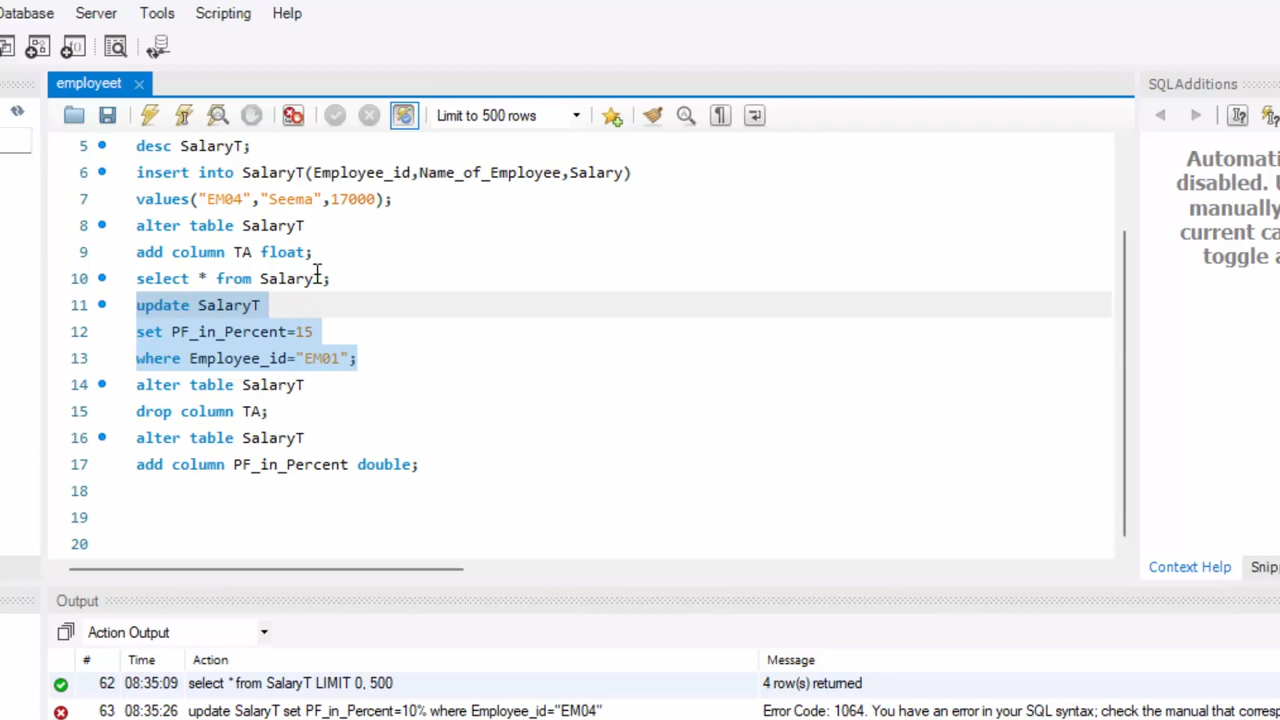 Database Server Tools Scripting Help
employeet
SQLAdditions
Limit to 500 rows
5 desc SalaryT;
6 insert into SalaryT(Employee_id,Name_of_Employee,Salary)
7 values("EM04","Seema",17000);
8 alter table SalaryT
9 add column TA float;
10 select * from SalaryT;
11 update SalaryT
12 set PF_in_Percent=15
13 where Employee_id="EM01";
14 alter table SalaryT
15 drop column TA;
16 alter table SalaryT
17 add column PF_in_Percent double;
18
19
20
Automati
disabled. U
manually
current ca
toggle a
Context Help Snip
Output
Action Output
# Time Action Message
62 08:35:09 select * from SalaryT LIMIT 0, 500 4 row(s) returned
63 08:35:26 update SalaryT set PF_in_Percent=10% where Employee_id="EM04" Error Code: 1064. You have an error in your SQL syntax; check the manual that corresp